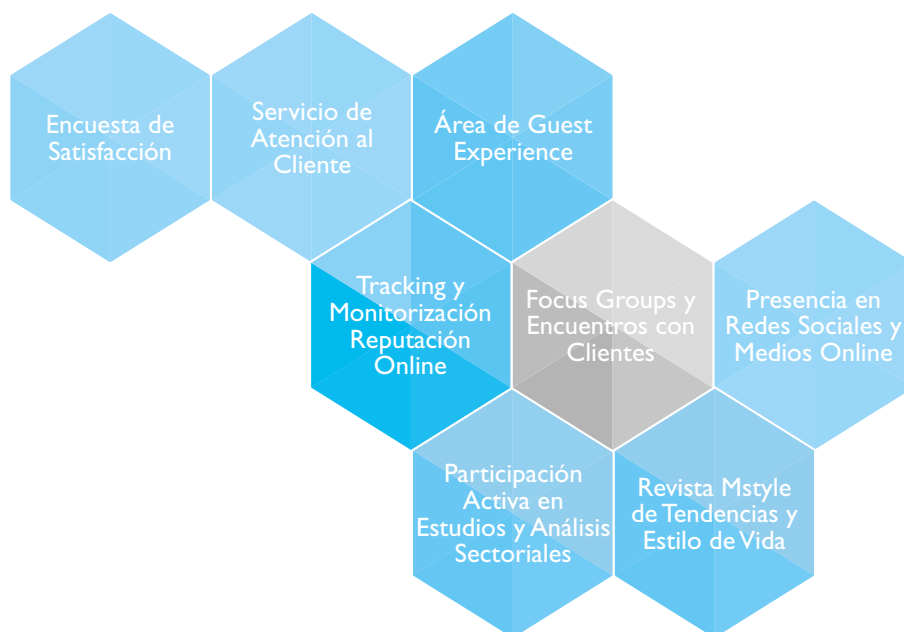 Encuesta de
Satisfacción
Servicio de
Atención al
Cliente
Área de Guest
Experience
Tracking y
Monitorización
Reputación
Online
Focus Groups y
Encuentros con
Clientes
Presencia en
Redes Sociales y
Medios Online
Participación
Activa en
Estudios y Análisis
Sectoriales
Revista Mstyle
de Tendencias y
Estilo de Vida